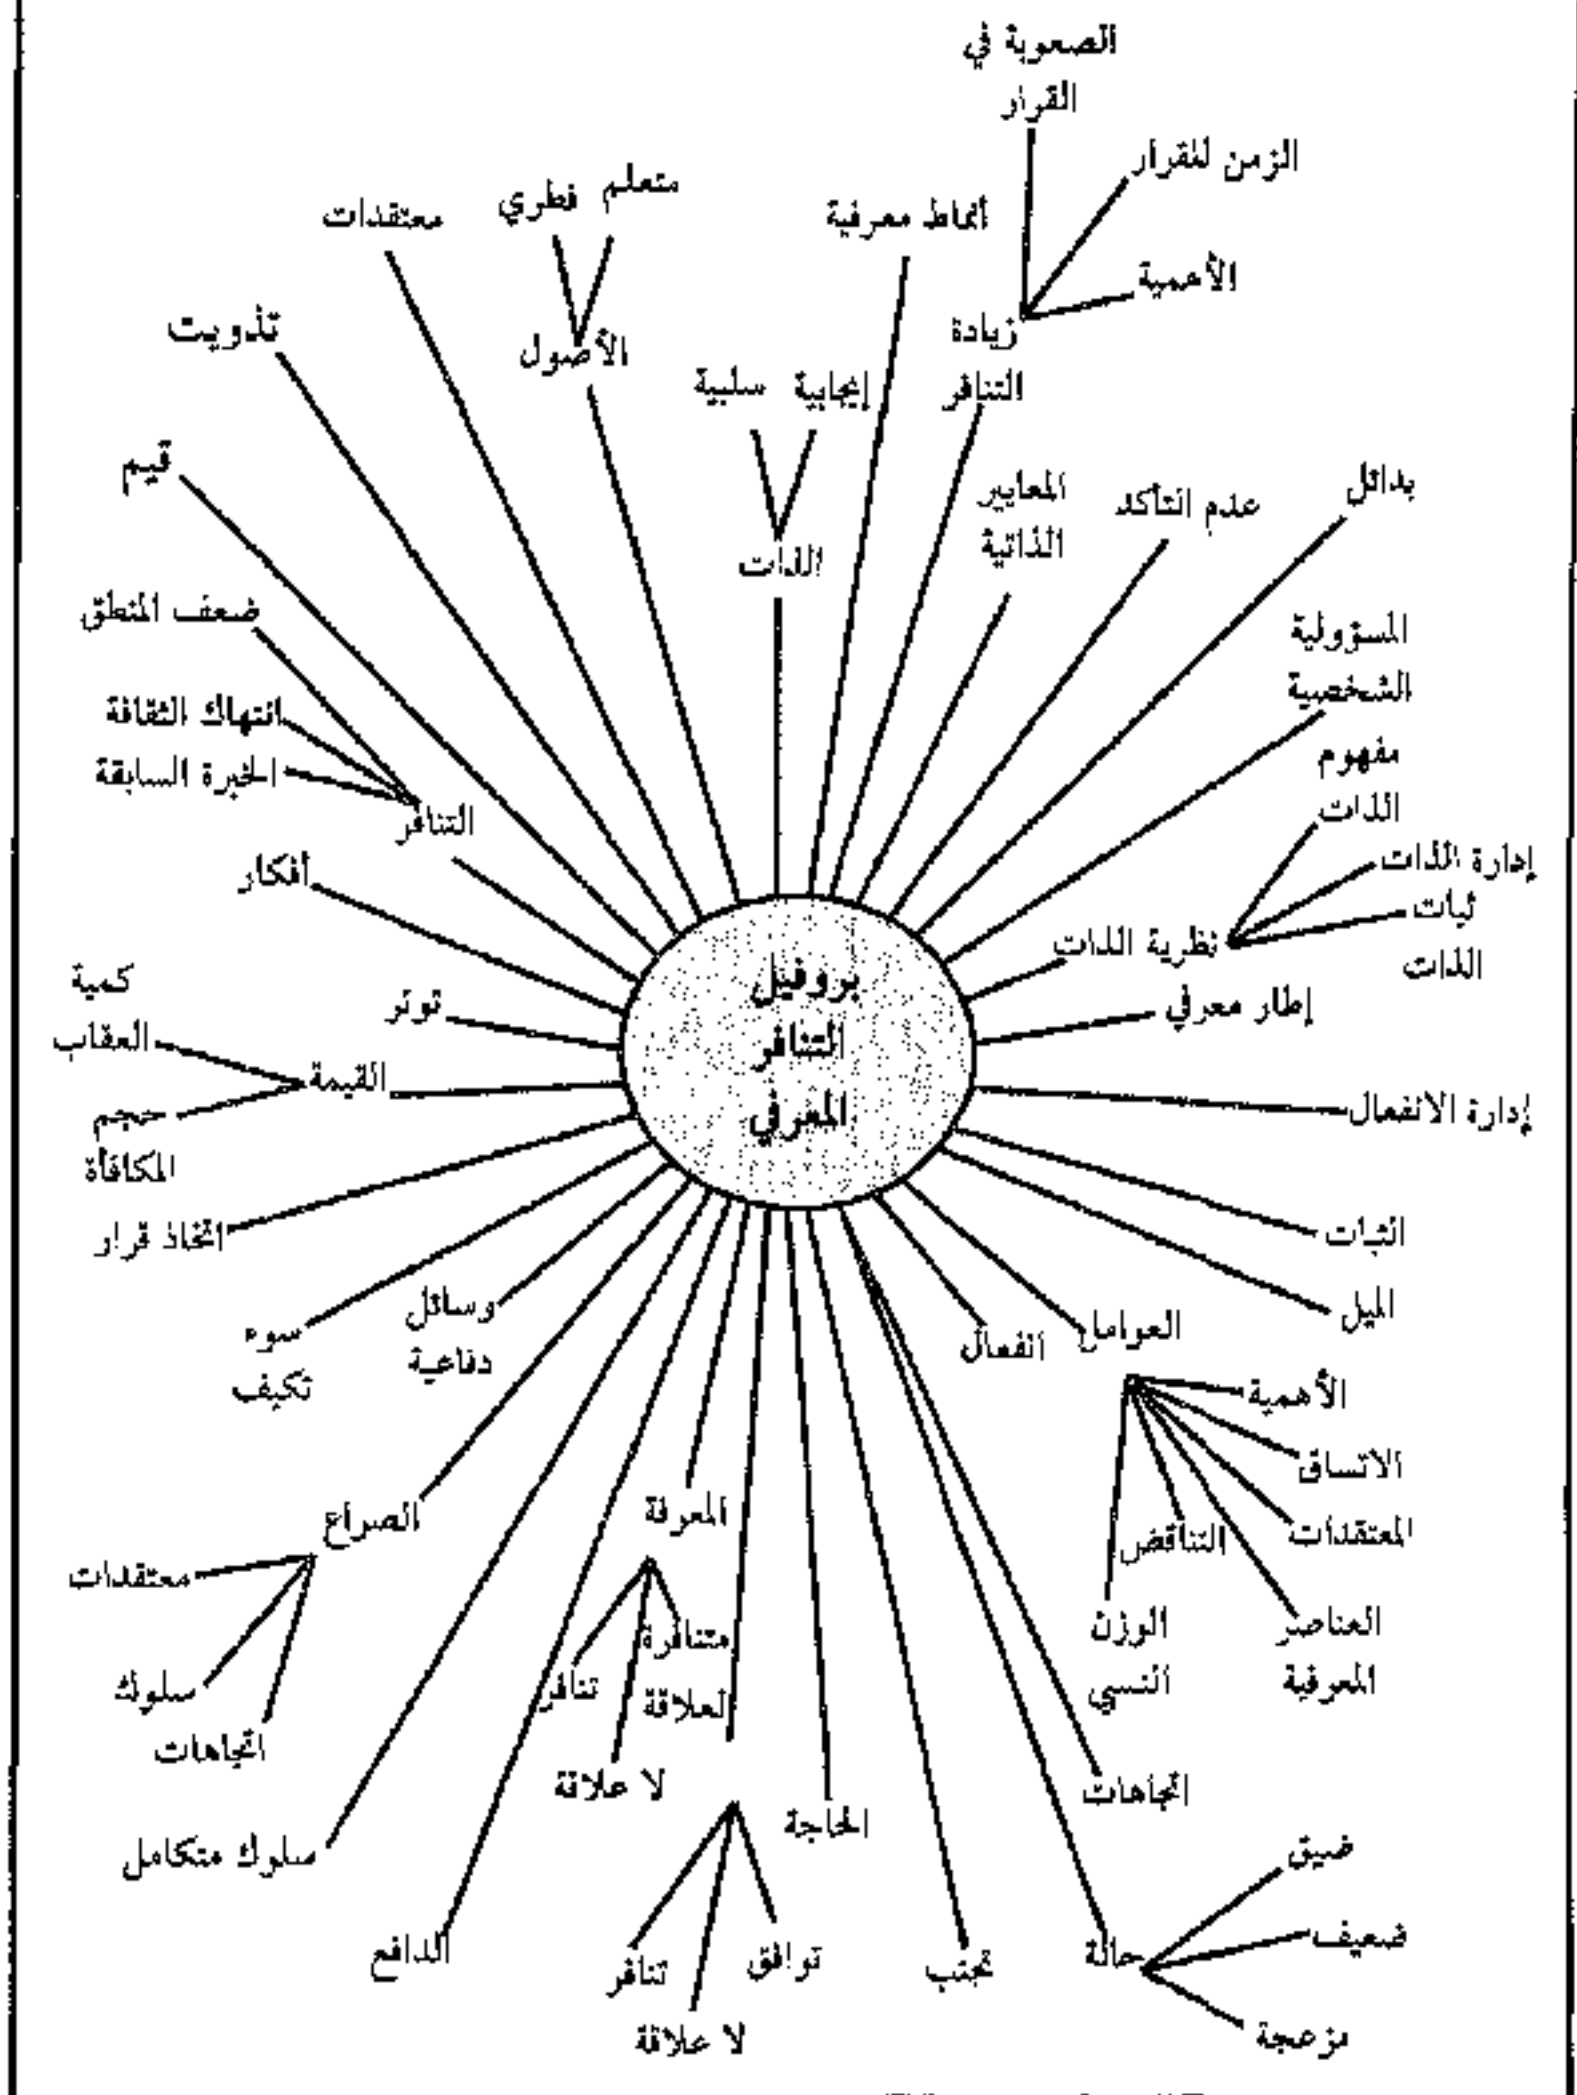 الصعوبة في
القرار
الزمن للقرار
الأهمية
زيادة
التنافر
أنماط معرفية
متعلم
فطري
الأصول
معتقدات
تذويت
إيجابية
سلبية
الذات
المعايير
الذاتية
عدم التأكد
بدائل
قيم
المسؤولية
الشخصية
ضعف المنطق
انتهاك الثقافة
الخبرة السابقة
التنافر
مفهوم
الذات
إدارة الذات
ثبات
الذات
نظرية الذات
أفكار
إطار معرفي
توتر
بروفيل
التنافر
المعرفي
كمية
العقاب
حجم
المكافأة
القيمة
إدارة الانفعال
اتخاذ قرار
الثبات
الميل
سوء
تكيف
وسائل
دفاعية
انفعال
العوامل
الأهمية
الاتساق
المعتقدات
العناصر
المعرفية
التناقض
الوزن
النسبي
الصراع
معتقدات
سلوك
اتجاهات
المعرفة
متنافرة
تنافر
لا علاقة
العلاقة
توافق
تنافر
لا علاقة
الحاجة
اتجاهات
سلوك متكامل
الدافع
تجنب
حالة
ضيق
ضعيف
مزعجة